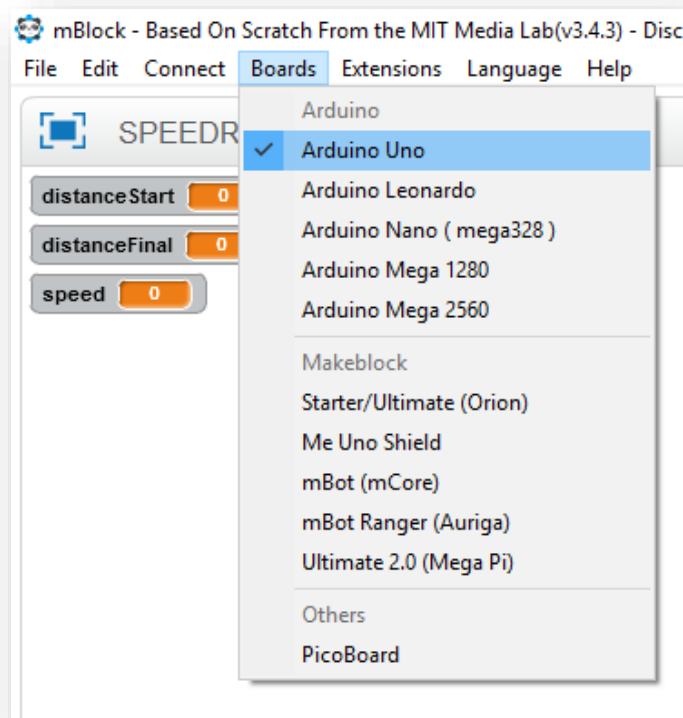 mBlock - Based On Scratch From the MIT Media Lab(v3.4.3) - Disc
File Edit Connect Boards Extensions Language Help
SPEEDR
distanceStart 0
distanceFinal 0
speed 0
Arduino
Arduino Uno
Arduino Leonardo
Arduino Nano ( mega328 )
Arduino Mega 1280
Arduino Mega 2560
Makeblock
Starter/Ultimate (Orion)
Me Uno Shield
mBot (mCore)
mBot Ranger (Auriga)
Ultimate 2.0 (Mega Pi)
Others
PicoBoard